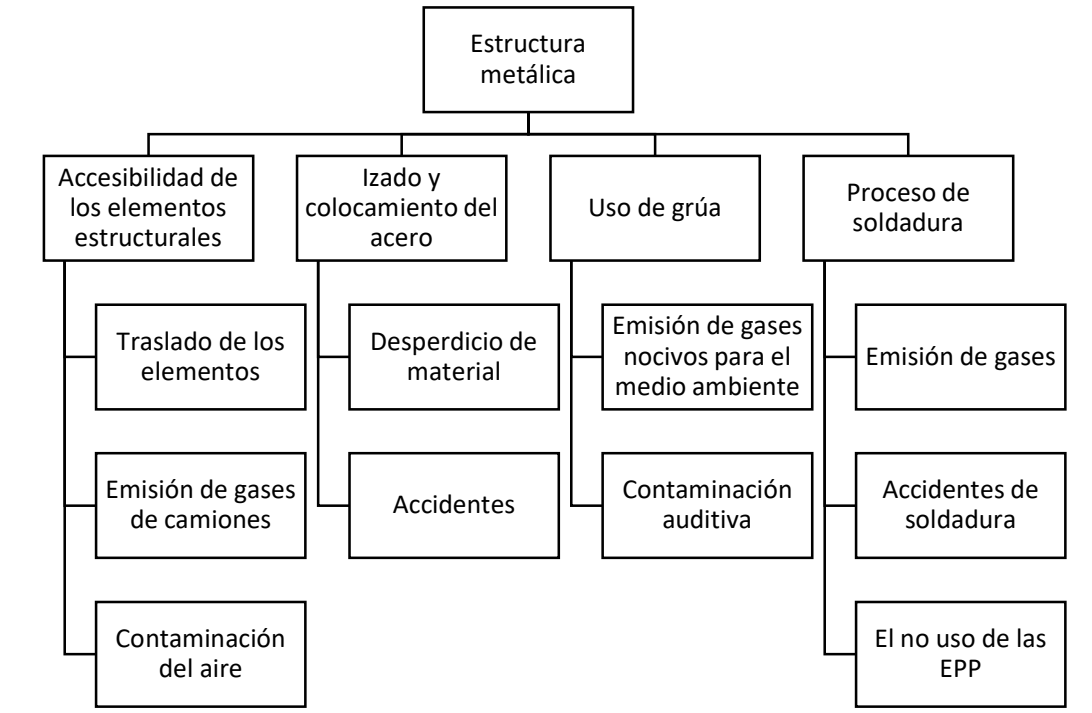 Estructura
metálica
Accesibilidad de
los elementos
estructurales
Traslado de los
elementos
Emisión de gases
de camiones
Contaminación
del aire
Izado y
colocamiento del
acero
Desperdicio de
material
Accidentes
Uso de grúa
Emisión de gases
nocivos para el
medio ambiente
Contaminación
auditiva
Proceso de
soldadura
Emisión de gases
Accidentes de
soldadura
El no uso de las
EPP